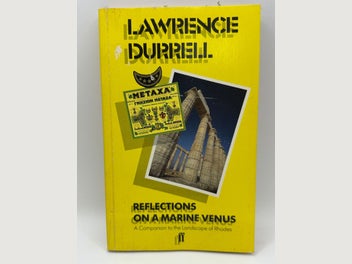 LAWRENCE
DURRELL
METAXA
REFLECTIONS
ON A MARINE VENUS
A Companion to the Landscape of Rhodes
ff